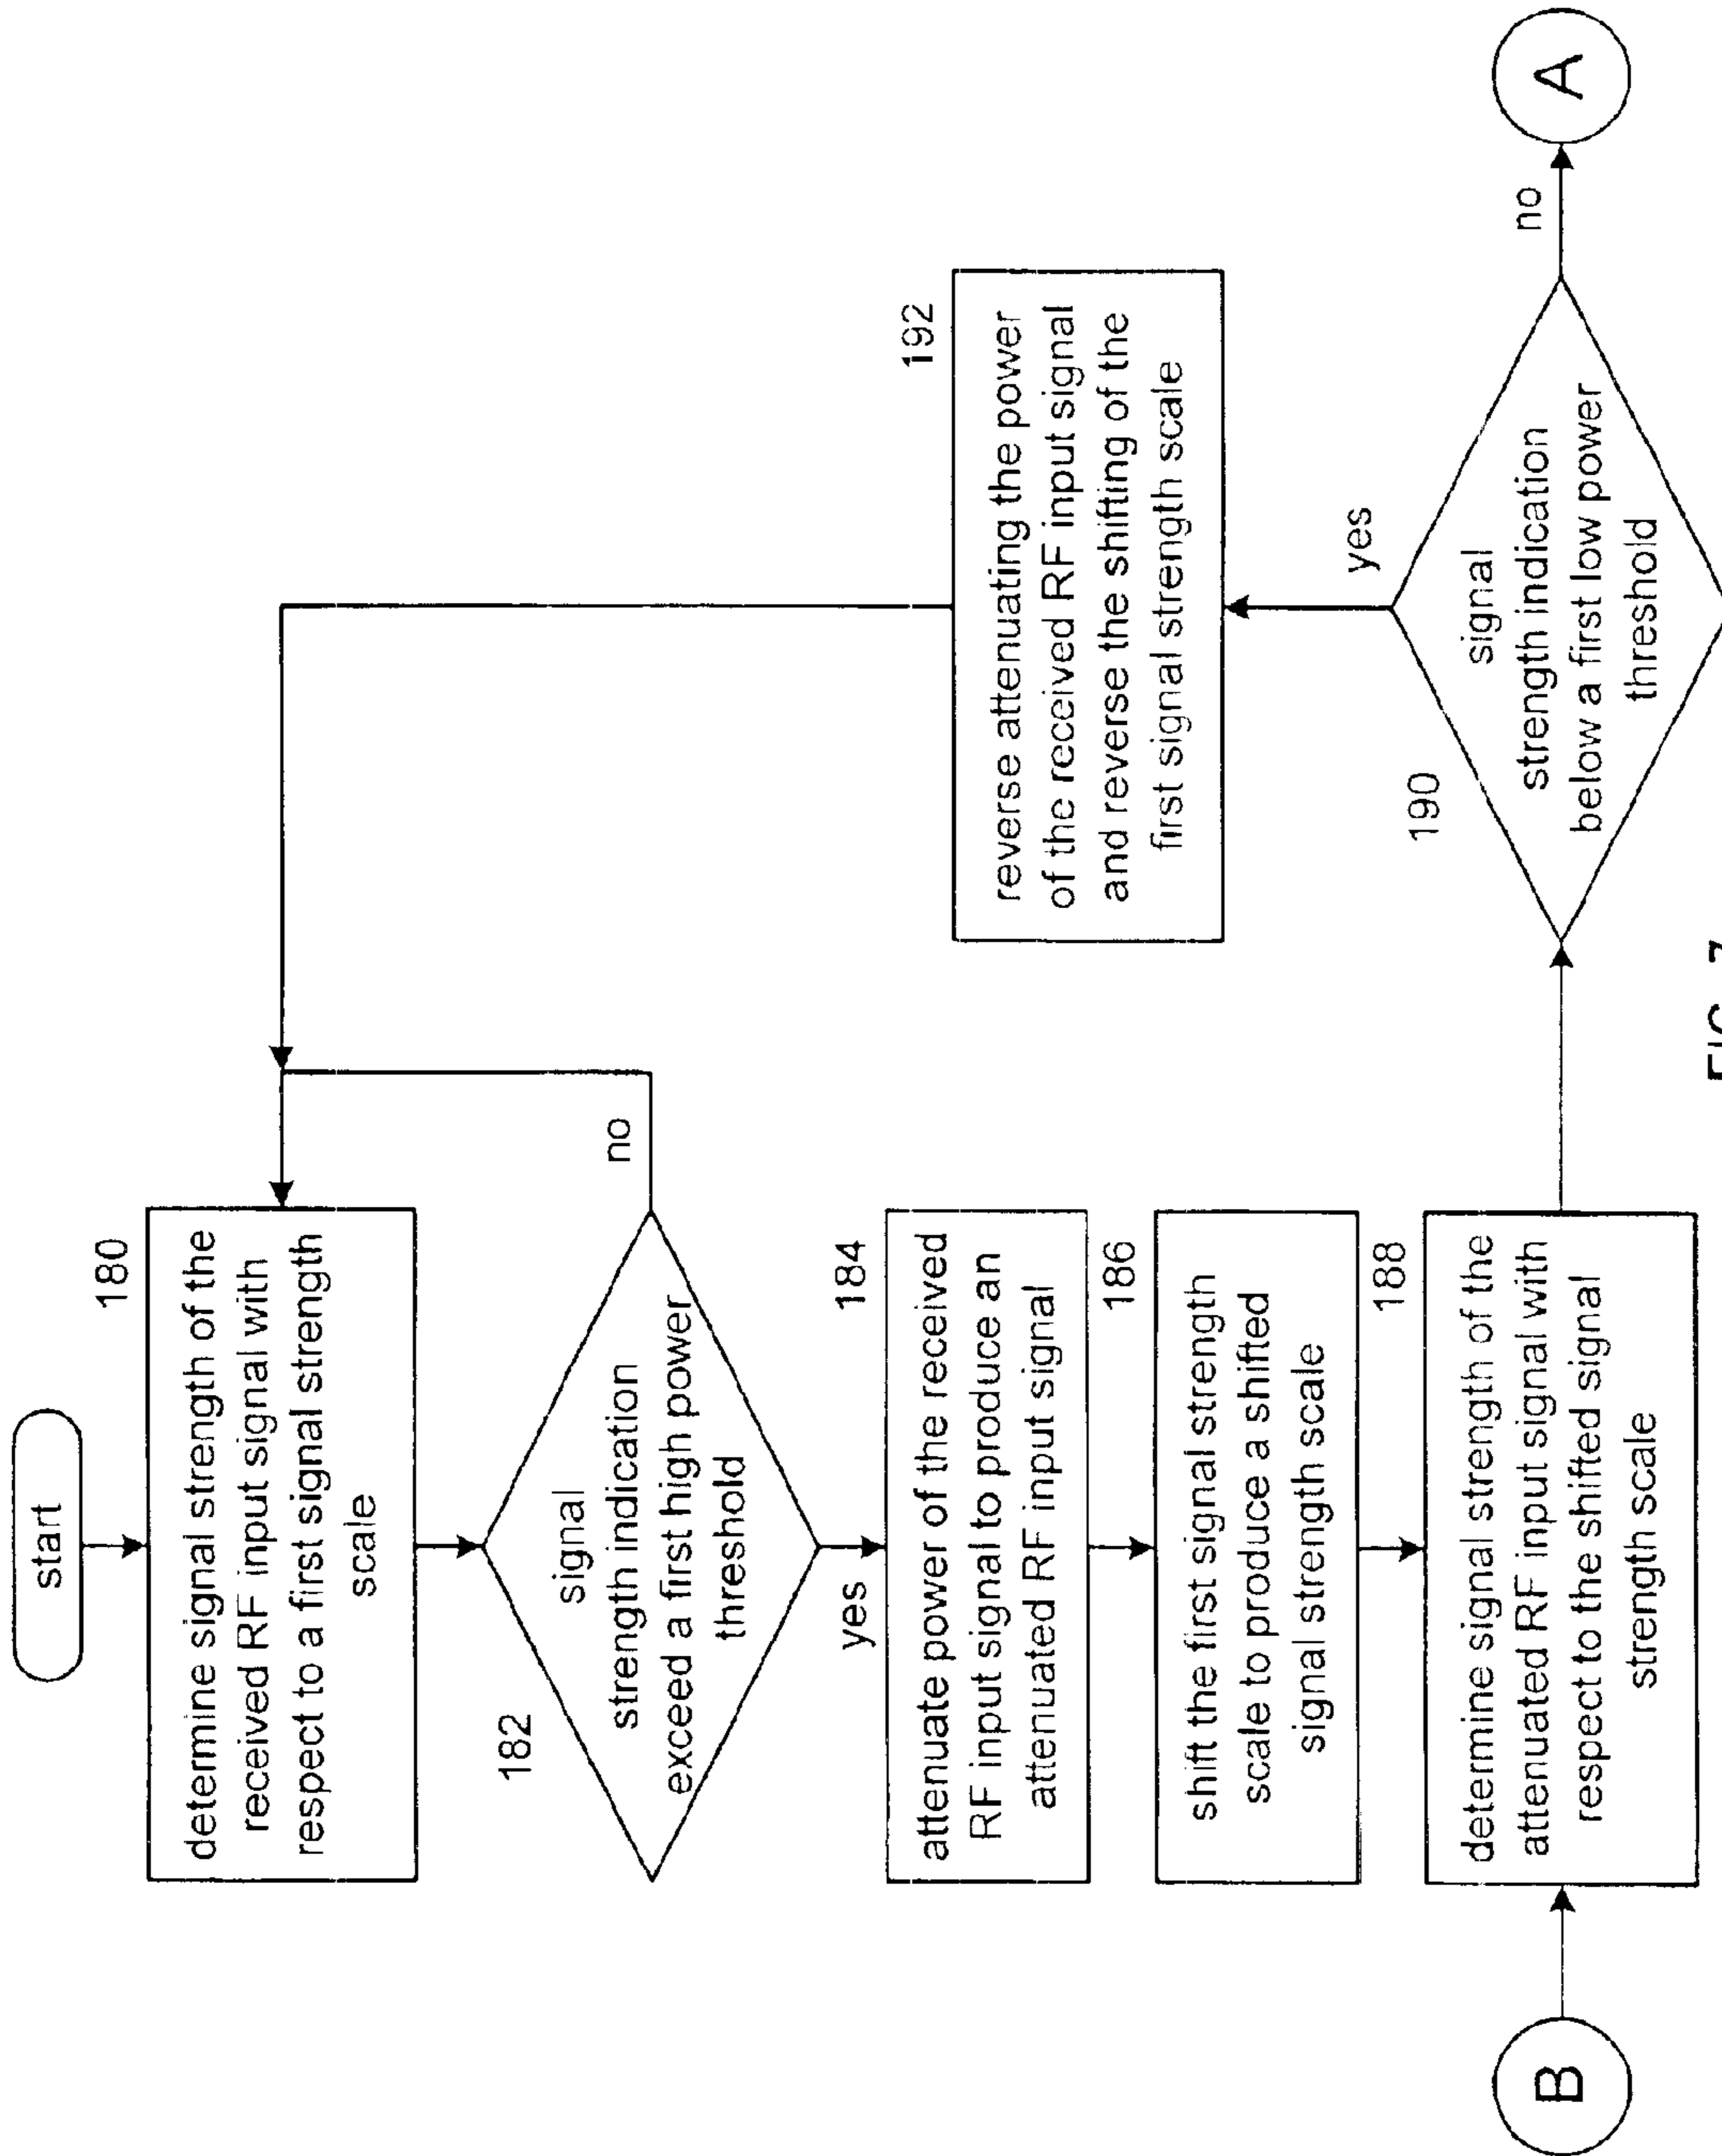 start
180
determine signal strength of the
received RF input signal with
respect to a first signal strength
scale
182
signal
strength indication
exceed a first high power
threshold
no
yes
184
attenuate power of the received
RF input signal to produce an
attenuated RF input signal
186
shift the first signal strength
scale to produce a shifted
signal strength scale
188
determine signal strength of the
attenuated RF input signal with
respect to the shifted signal
strength scale
B
190
signal
strength indication
below a first low power
threshold
yes
no
A
192
reverse attenuating the power
of the received RF input signal
and reverse the shifting of the
first signal strength scale